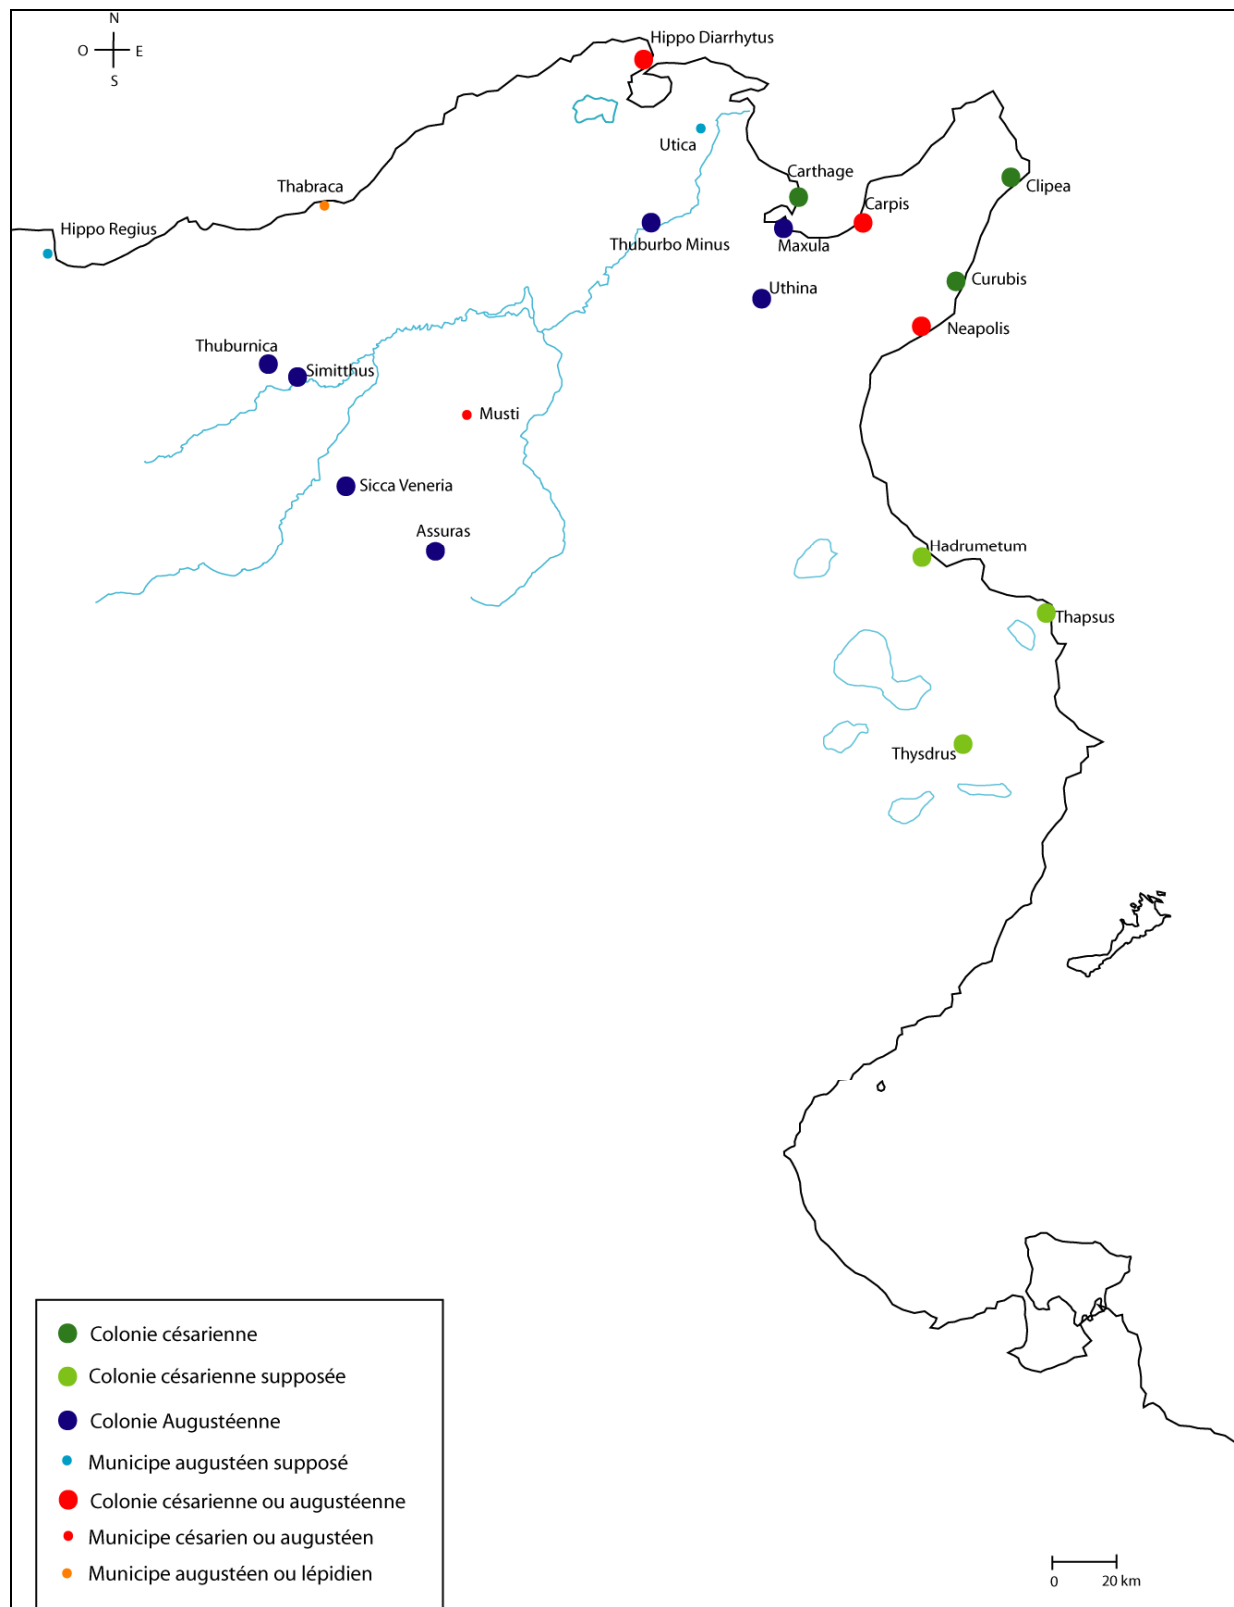 N
O
E
S
Hippo Diarrhytus
Utica
Carthage
Clipea
Thabraca
Carpis
Hippo Regius
Thuburbo Minus
Maxula
Uthina
Curubis
Neapolis
Thuburnica
Simitthus
Musti
Sicca Veneria
Assuras
Hadrumetum
Thapsus
Thysdrus
Colonie césarienne
Colonie césarienne supposée
Colonie Augustéenne
Municipe augustéen supposé
Colonie césarienne ou augustéenne
Municipe césarien ou augustéen
Municipe augustéen ou lépidien
0 20 km